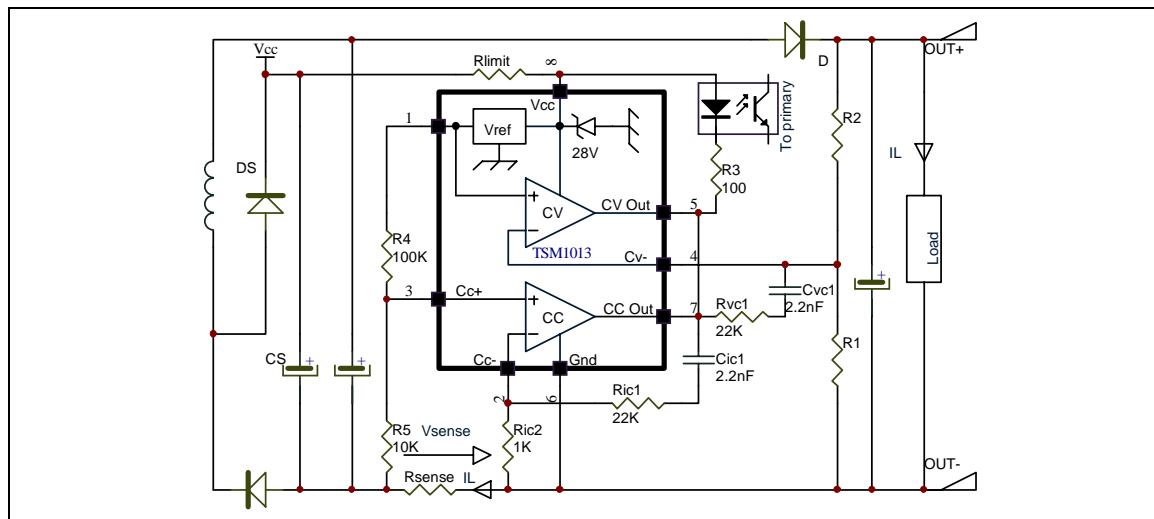 Vcc
Rlimit
∞
D
OUT+
Vcc
To primary
R2
1
Vref
28V
R3
100
IL
DS
CV
CV Out
5
TSM1013
Cv-
4
R4
100K
Load
3
Cc+
CC
CC Out
7
Rvc1
22K
Cvc1
2.2nF
R1
CS
Cc-
Gnd
Cic1
2.2nF
2
6
Ric1
22K
R5
10K
Vsense
Ric2
1K
Rsense
IL
OUT-